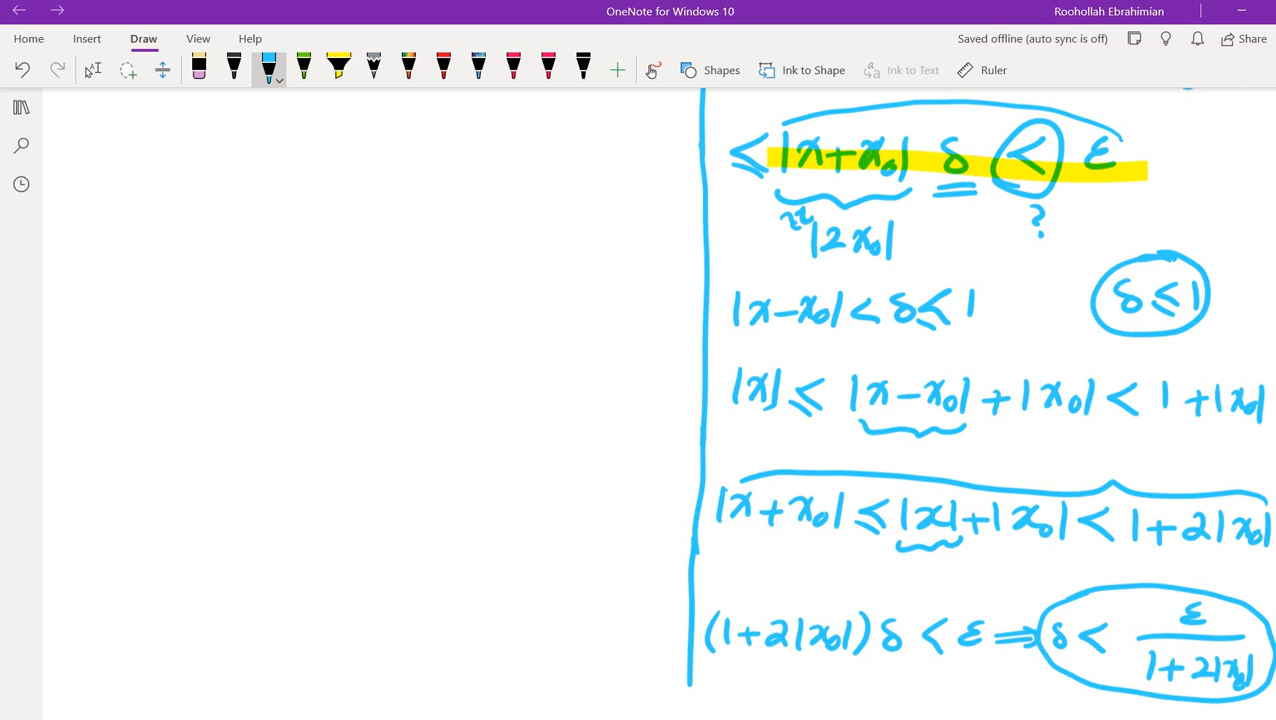 OneNote for Windows 10
Roohollah Ebrahimian
Home Insert Draw View Help
Saved offline (auto sync is off) Share
Shapes Ink to Shape Ink to Text Ruler
≤ |x+x₀| δ < ε
≈ |2x₀| ?
δ ≤ 1
|x−x₀| < δ ≤ 1
|x| ≤ |x−x₀| + |x₀| < 1 + |x₀|
|x+x₀| ≤ |x| + |x₀| < 1 + 2|x₀|
(1+2|x₀|) δ < ε ⟹ δ < ε / (1+2|x₀|)